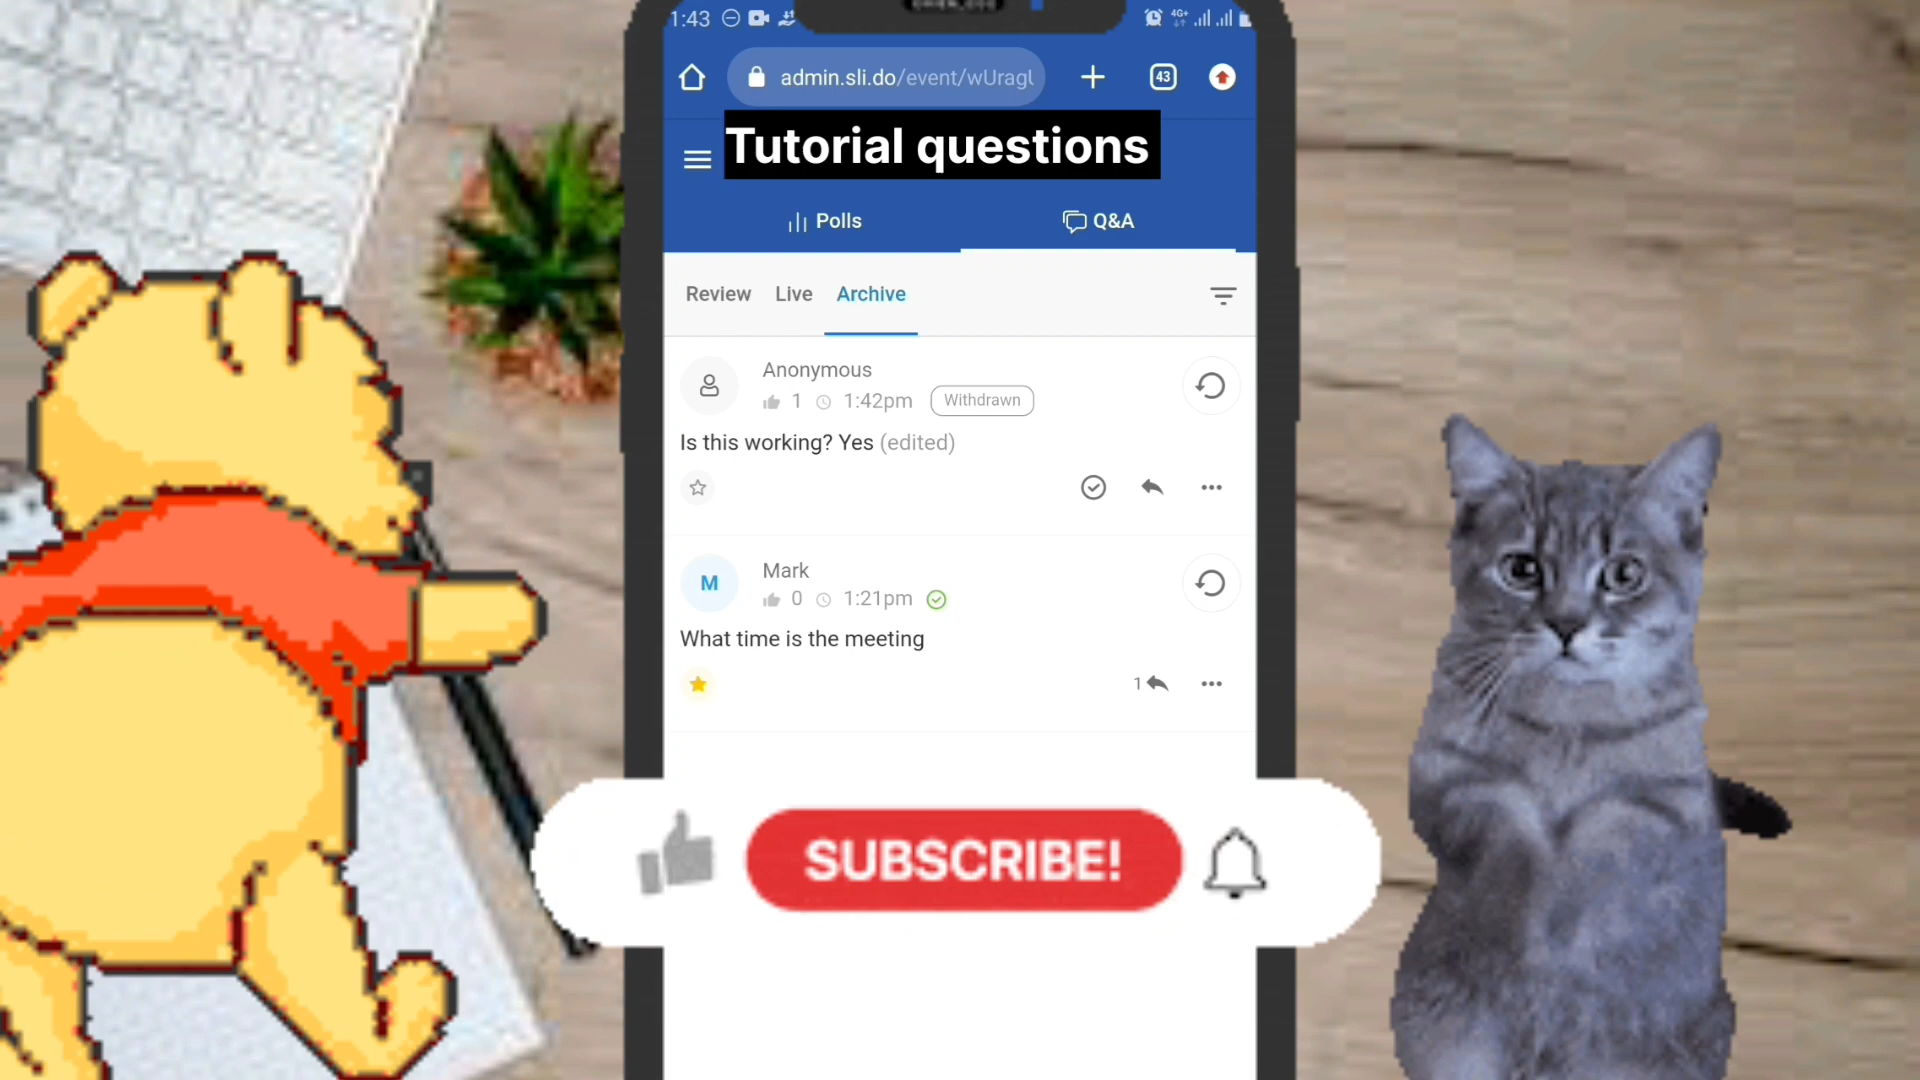 1:43
4G+
admin.sli.do/event/wUragl
43
Tutorial questions
Polls
Q&A
Review Live Archive
Anonymous
1 1:42pm Withdrawn
Is this working? Yes (edited)
M
Mark
0 1:21pm
What time is the meeting
1
SUBSCRIBE!